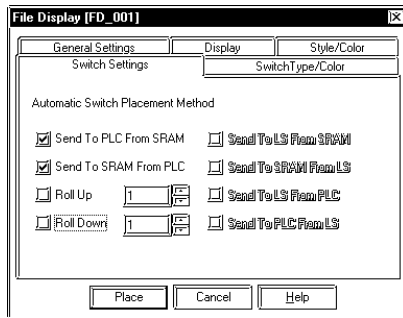 File Display [FD_001]
General Settings Display Style/Color
Switch Settings SwitchType/Color
Automatic Switch Placement Method
Send To PLC From SRAM Send To LS From SRAM
Send To SRAM From PLC Send To SRAM From LS
Roll Up 1 Send To LS From PLC
Roll Down 1 Send To PLC From LS
Place Cancel Help